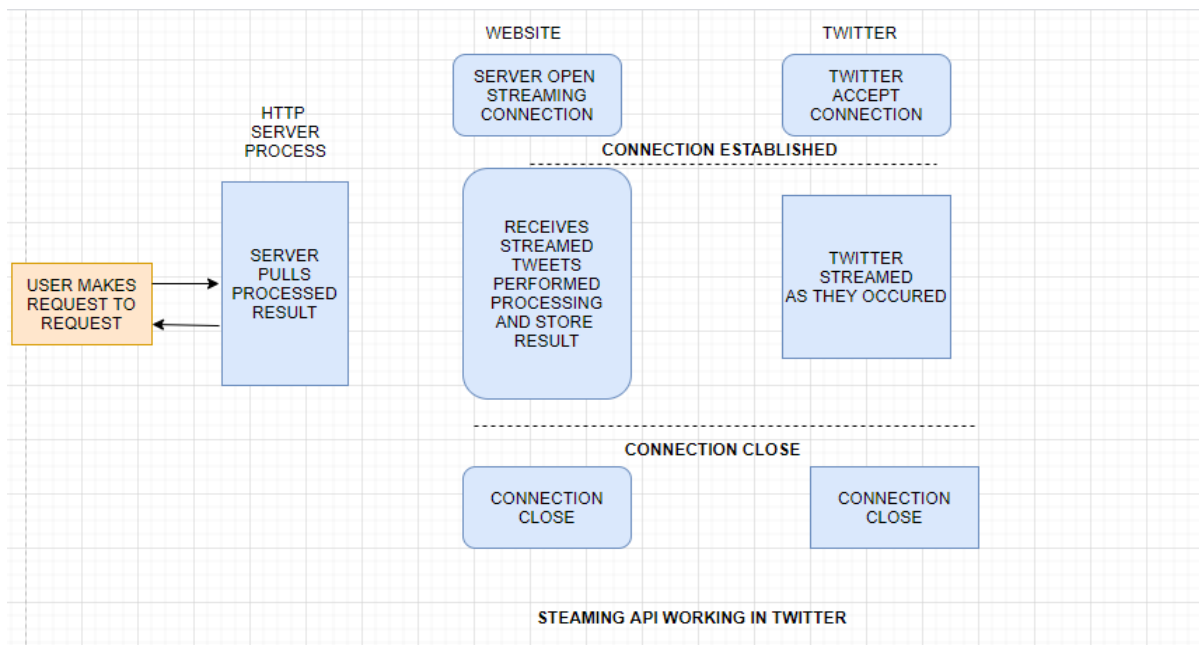 WEBSITE
TWITTER
SERVER OPEN
STREAMING
CONNECTION
TWITTER
ACCEPT
CONNECTION
HTTP
SERVER
PROCESS
CONNECTION ESTABLISHED
SERVER
PULLS
PROCESSED
RESULT
USER MAKES
REQUEST TO
REQUEST
RECEIVES
STREAMED
TWEETS
PERFORMED
PROCESSING
AND STORE
RESULT
TWITTER
STREAMED
AS THEY OCCURED
CONNECTION CLOSE
CONNECTION
CLOSE
CONNECTION
CLOSE
STEAMING API WORKING IN TWITTER